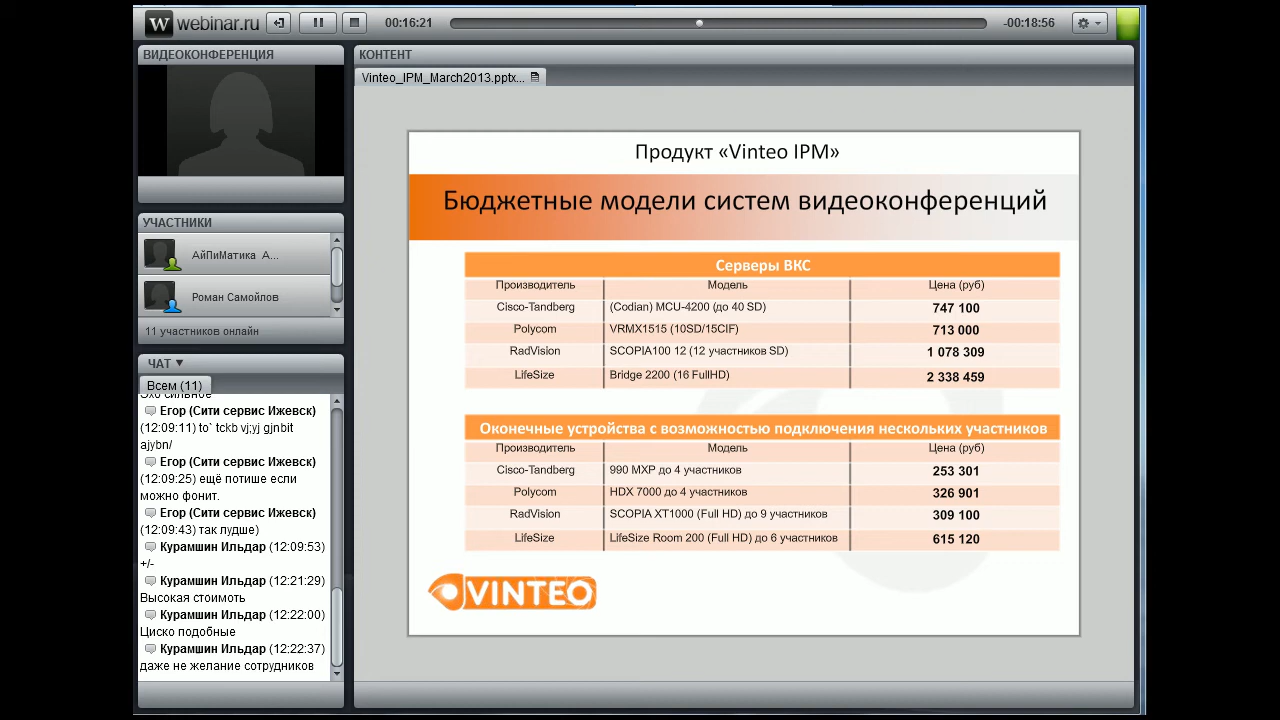 webinar.ru
00:16:21
-00:18:56
ВИДЕОКОНФЕРЕНЦИЯ
УЧАСТНИКИ
АйПиМатика А...
Роман Самойлов
11 участников онлайн
ЧАТ
Всем (11)
Эхо сильное
Егор (Сити сервис Ижевск)
(12:09:11) to` tckb vj;yj gjnbit
ajybn/
Егор (Сити сервис Ижевск)
(12:09:25) ещё потише если
можно фонит.
Егор (Сити сервис Ижевск)
(12:09:43) так лудше)
Курамшин Ильдар (12:09:53)
+/-
Курамшин Ильдар (12:21:29)
Высокая стоимоть
Курамшин Ильдар (12:22:00)
Циско подобные
Курамшин Ильдар (12:22:37)
даже не желание сотрудников
КОНТЕНТ
Vinteo_IPM_March2013.pptx...
Продукт «Vinteo IPM»
Бюджетные модели систем видеоконференций
Серверы ВКС
Производитель Модель Цена (руб)
Cisco-Tandberg (Codian) MCU-4200 (до 40 SD) 747 100
Polycom VRMX1515 (10SD/15CIF) 713 000
RadVision SCOPIA100 12 (12 участников SD) 1 078 309
LifeSize Bridge 2200 (16 FullHD) 2 338 459
Оконечные устройства с возможностью подключения нескольких участников
Производитель Модель Цена (руб)
Cisco-Tandberg 990 MXP до 4 участников 253 301
Polycom HDX 7000 до 4 участников 326 901
RadVision SCOPIA XT1000 (Full HD) до 9 участников 309 100
LifeSize LifeSize Room 200 (Full HD) до 6 участников 615 120
VINTEO